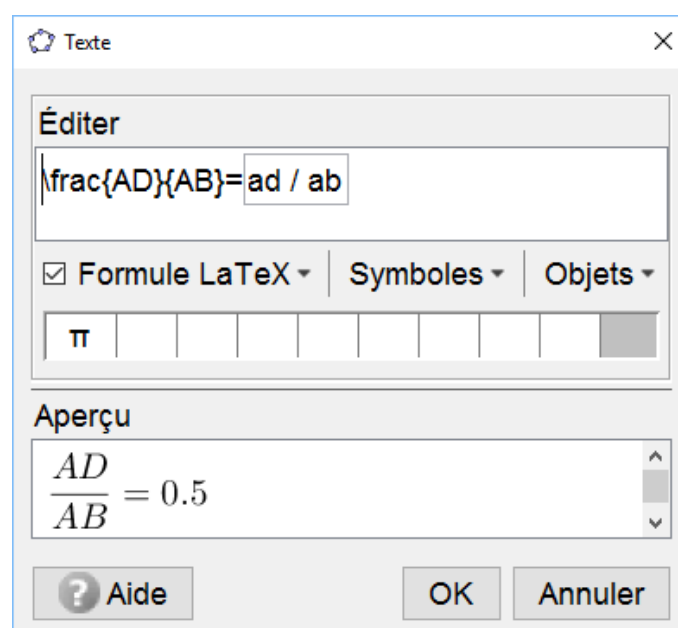 Texte
Éditer
\frac{AD}{AB}=ad / ab
Formule LaTeX Symboles Objets
π
Aperçu
AD
AB
= 0.5
? Aide OK Annuler